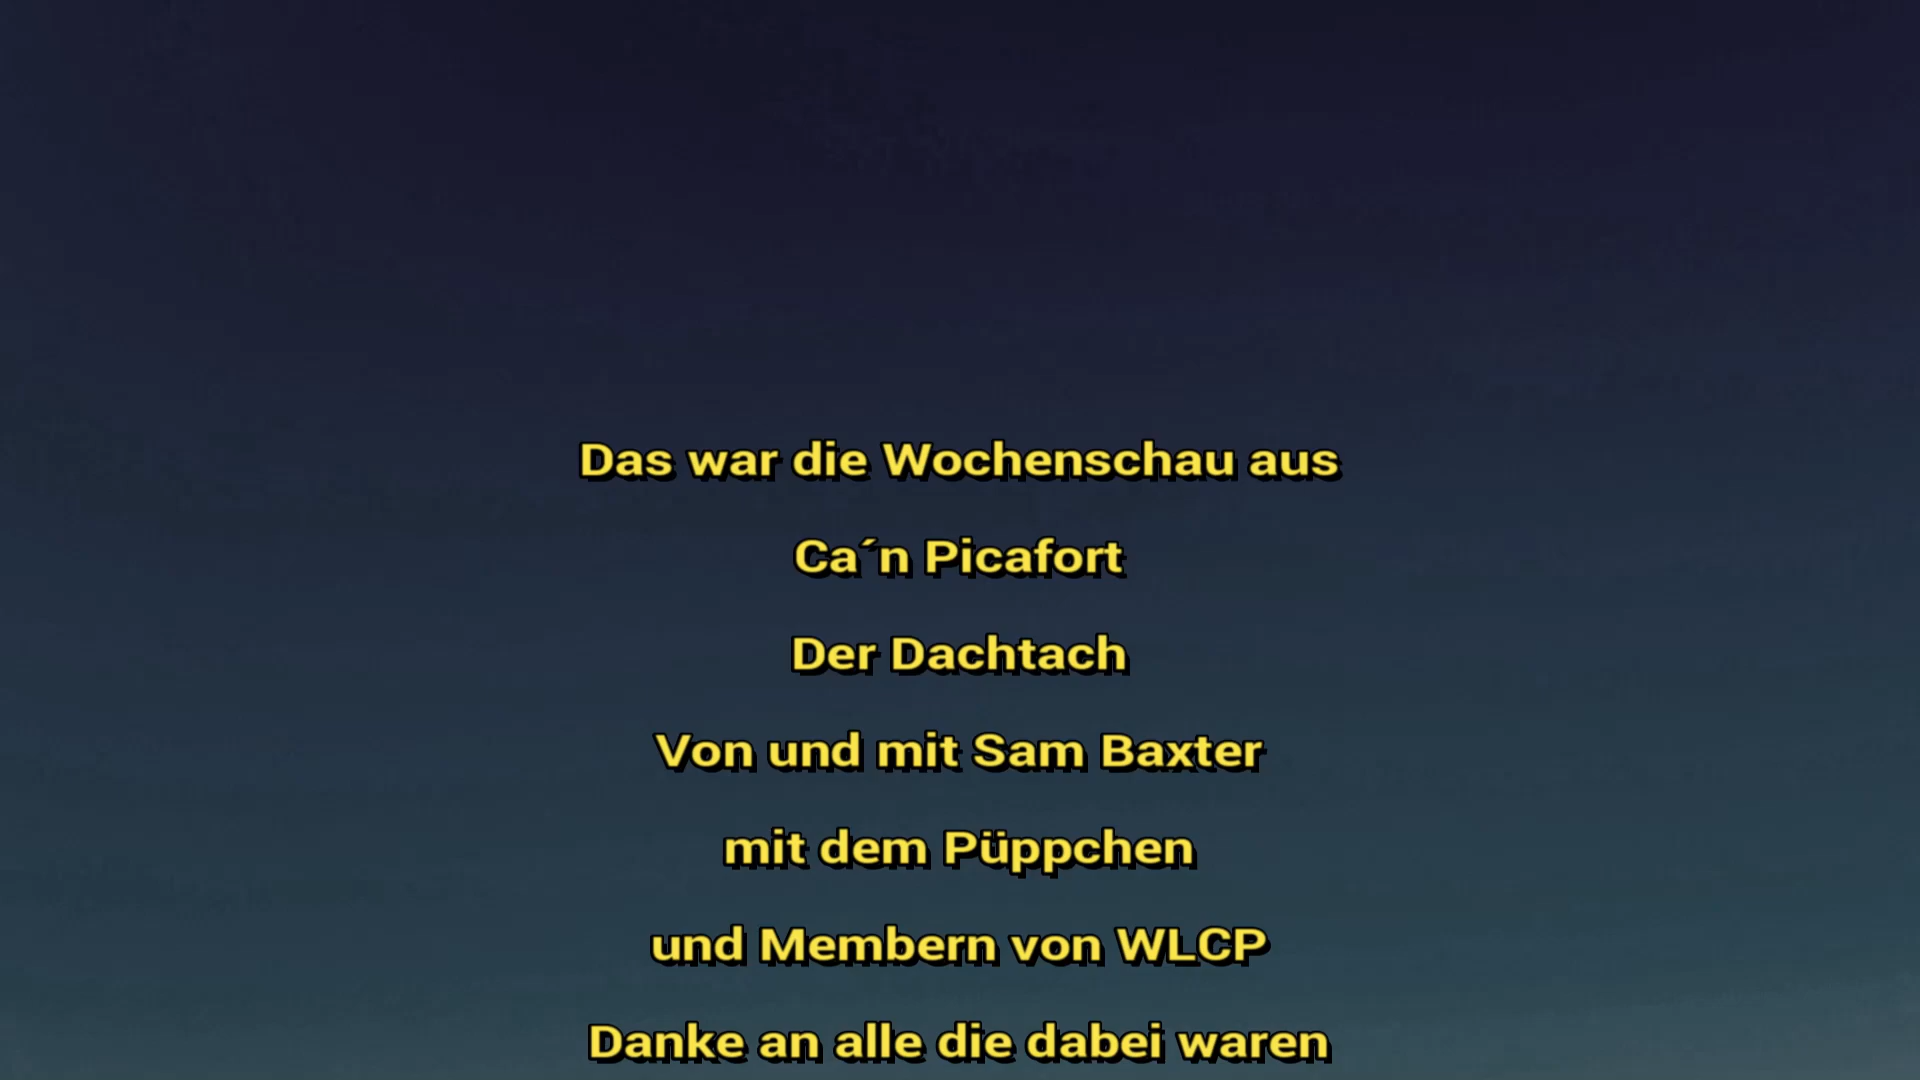 Das war die Wochenschau aus
Ca´n Picafort
Der Dachtach
Von und mit Sam Baxter
mit dem Püppchen
und Membern von WLCP
Danke an alle die dabei waren